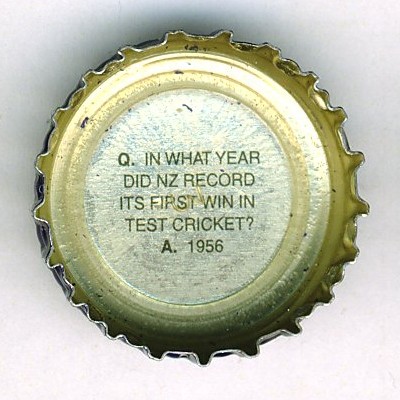 Q. IN WHAT YEAR
DID NZ RECORD
ITS FIRST WIN IN
TEST CRICKET?
A. 1956